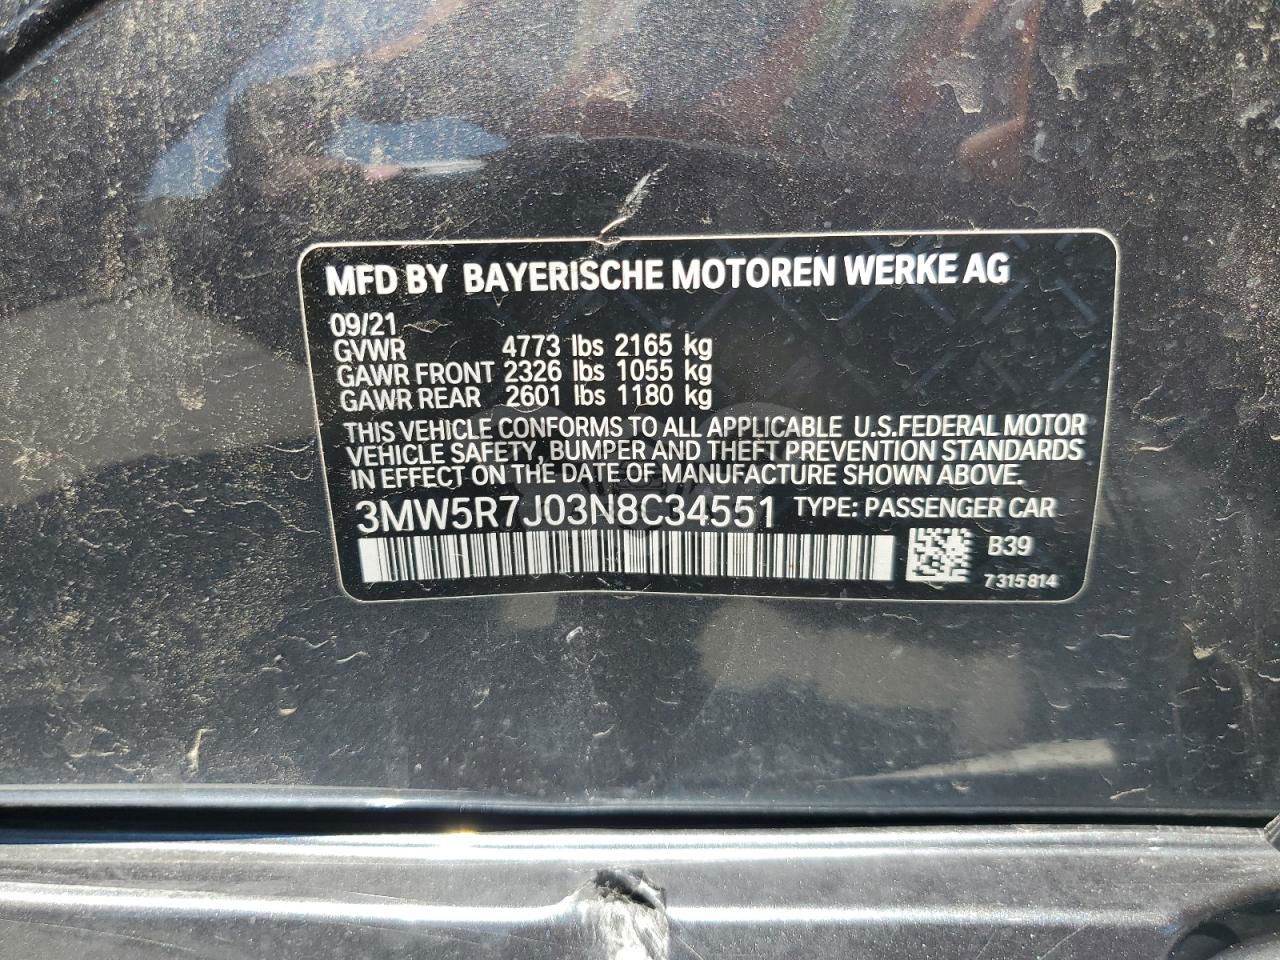 MFD BY BAYERISCHE MOTOREN WERKE AG
09/21
GVWR 4773 lbs 2165 kg
GAWR FRONT 2326 lbs 1055 kg
GAWR REAR 2601 lbs 1180 kg
THIS VEHICLE CONFORMS TO ALL APPLICABLE U.S.FEDERAL MOTOR
VEHICLE SAFETY, BUMPER AND THEFT PREVENTION STANDARDS
IN EFFECT ON THE DATE OF MANUFACTURE SHOWN ABOVE.
3MW5R7J03N8C34551 TYPE: PASSENGER CAR
B39
7315814